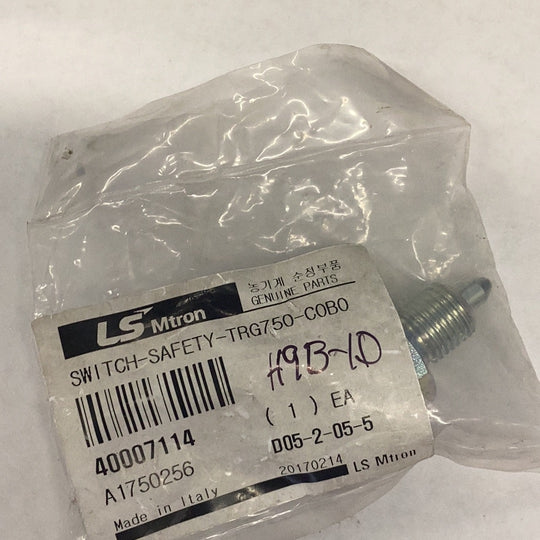 LS Mtron
농기계 순정부품
GENUINE PARTS
SWITCH-SAFETY-TRG750-COBO
H9B-1D
( 1 ) EA
40007114
D05-2-05-5
A1750256
20170214
LS Mtron
Made in Italy